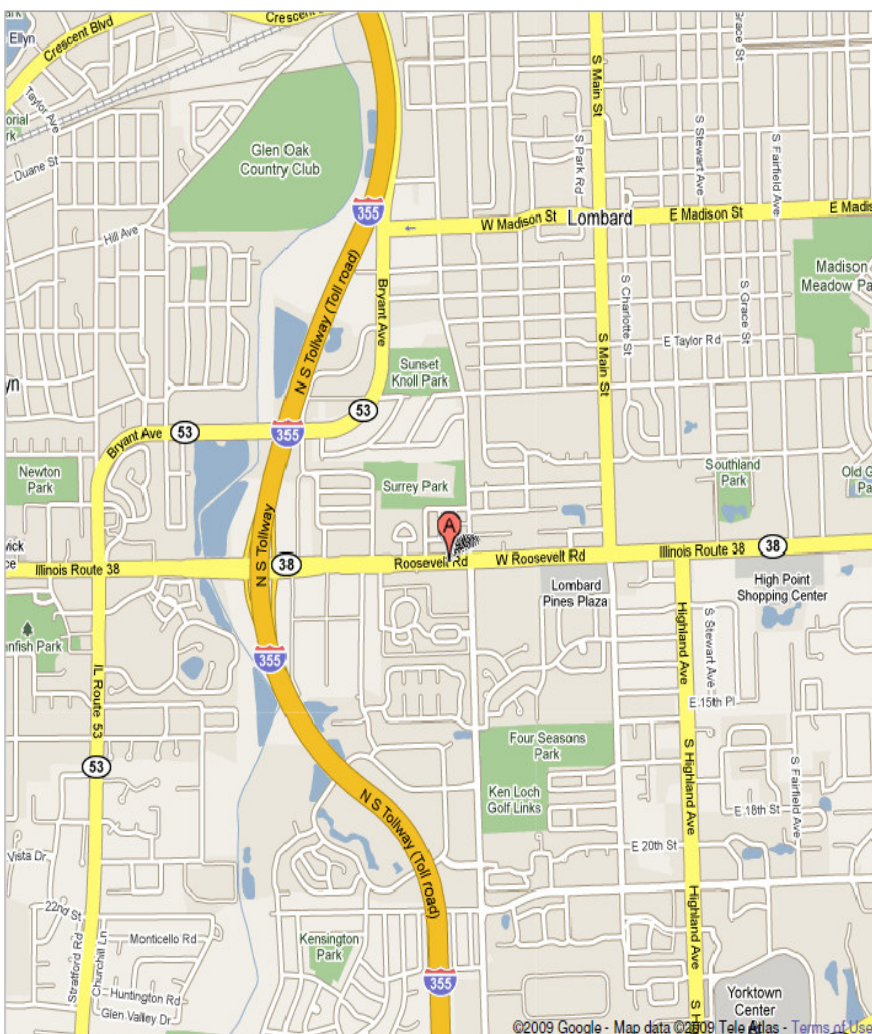 Crescent Blvd
Crescent
Ellyn
Taylor Ave
Duane St
Hill Ave
Glen Oak
Country Club
355
Bryant Ave
N S Tollway (Toll road)
W Madison St
Lombard
E Madison St
S Main St
S Park Rd
S Stewart Ave
S Fairfield Ave
Grace St
Madison
Meadow
S Charlotte St
S Grace St
E Taylor Rd
S Main St
Sunset
Knoll Park
53
Bryant Ave
53
355
Newton
Park
Surrey Park
Southland
Park
Old
N S Tollway
A
Illinois Route 38
38
Roosevelt Rd
W Roosevelt Rd
Illinois Route 38
38
Lombard
Pines Plaza
High Point
Shopping Center
Highland Ave
S Stewart Ave
355
IL Route 53
53
E 15th Pl
Four Seasons
Park
Ken Loch
Golf Links
S Highland Ave
S Fairfield Ave
E 18th St
E 20th St
N S Tollway (Toll road)
Vista Dr
22nd St
Stratford Rd
Churchill Ln
Monticello Rd
Huntington Rd
Glen Valley Dr
Kensington
Park
355
Highland Ave
Yorktown
Center
©2009 Google - Map data ©2009 Tele Atlas - Terms of Use